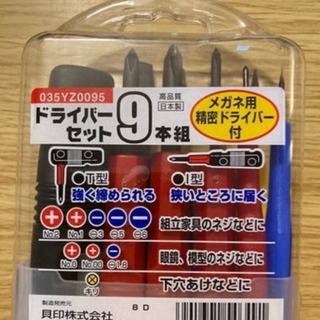 035YZ0095
高品質
日本製
ドライバー
セット
9本組
メガネ用
精密ドライバー
付
T型
I型
強く締められる
狭いところに届く
No.2 No.1 ⊖3 ⊖5 ⊖6
組立家具のネジなどに
No.0 No.00 ⊖1.8
眼鏡、模型のネジなどに
キリ
下穴あけなどに
製造発売元
8 D
貝印株式会社